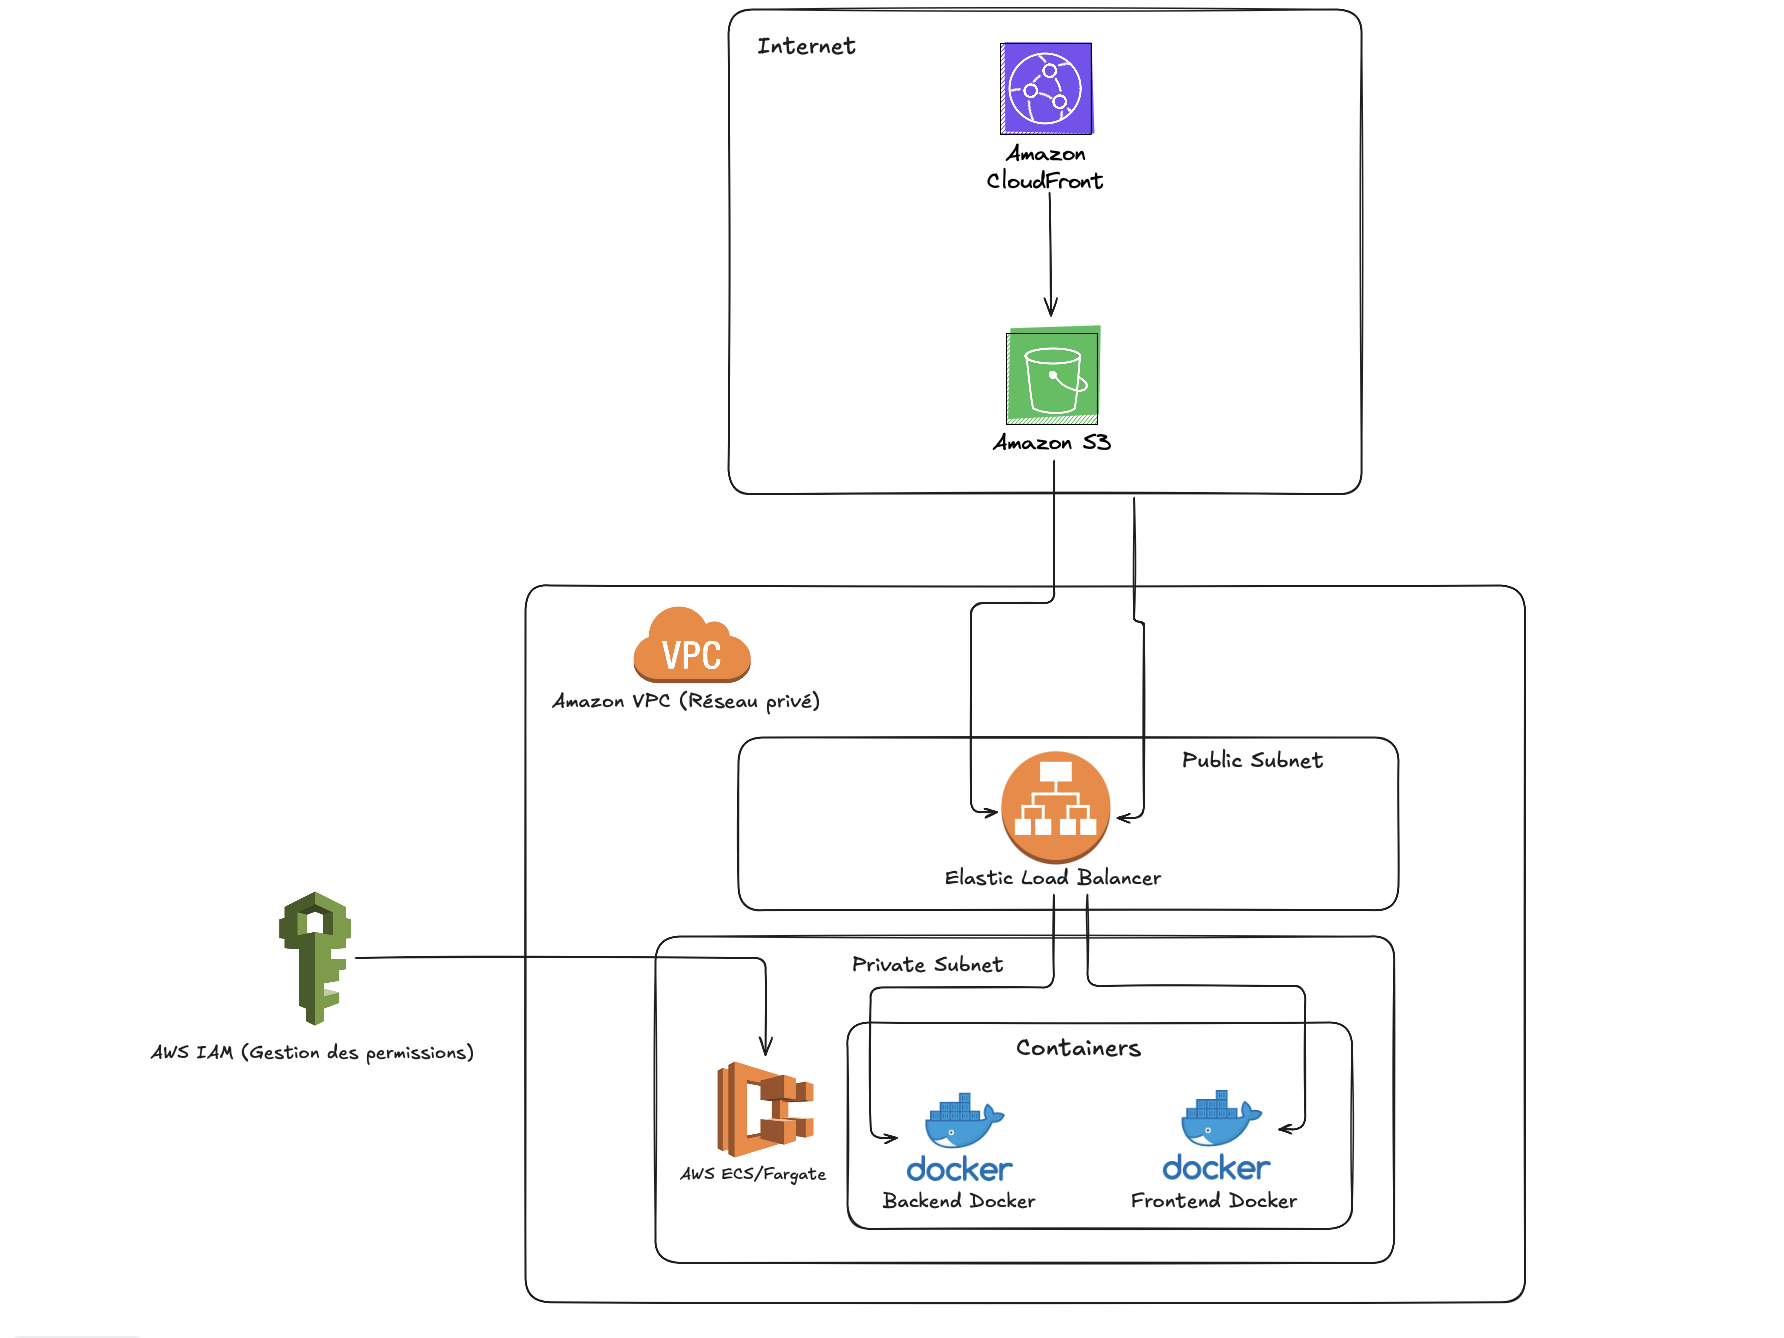 Internet
Amazon
CloudFront
Amazon S3
VPC
Amazon VPC (Réseau privé)
Public Subnet
Elastic Load Balancer
Private Subnet
AWS IAM (Gestion des permissions)
Containers
AWS ECS/Fargate
docker
Backend Docker
docker
Frontend Docker